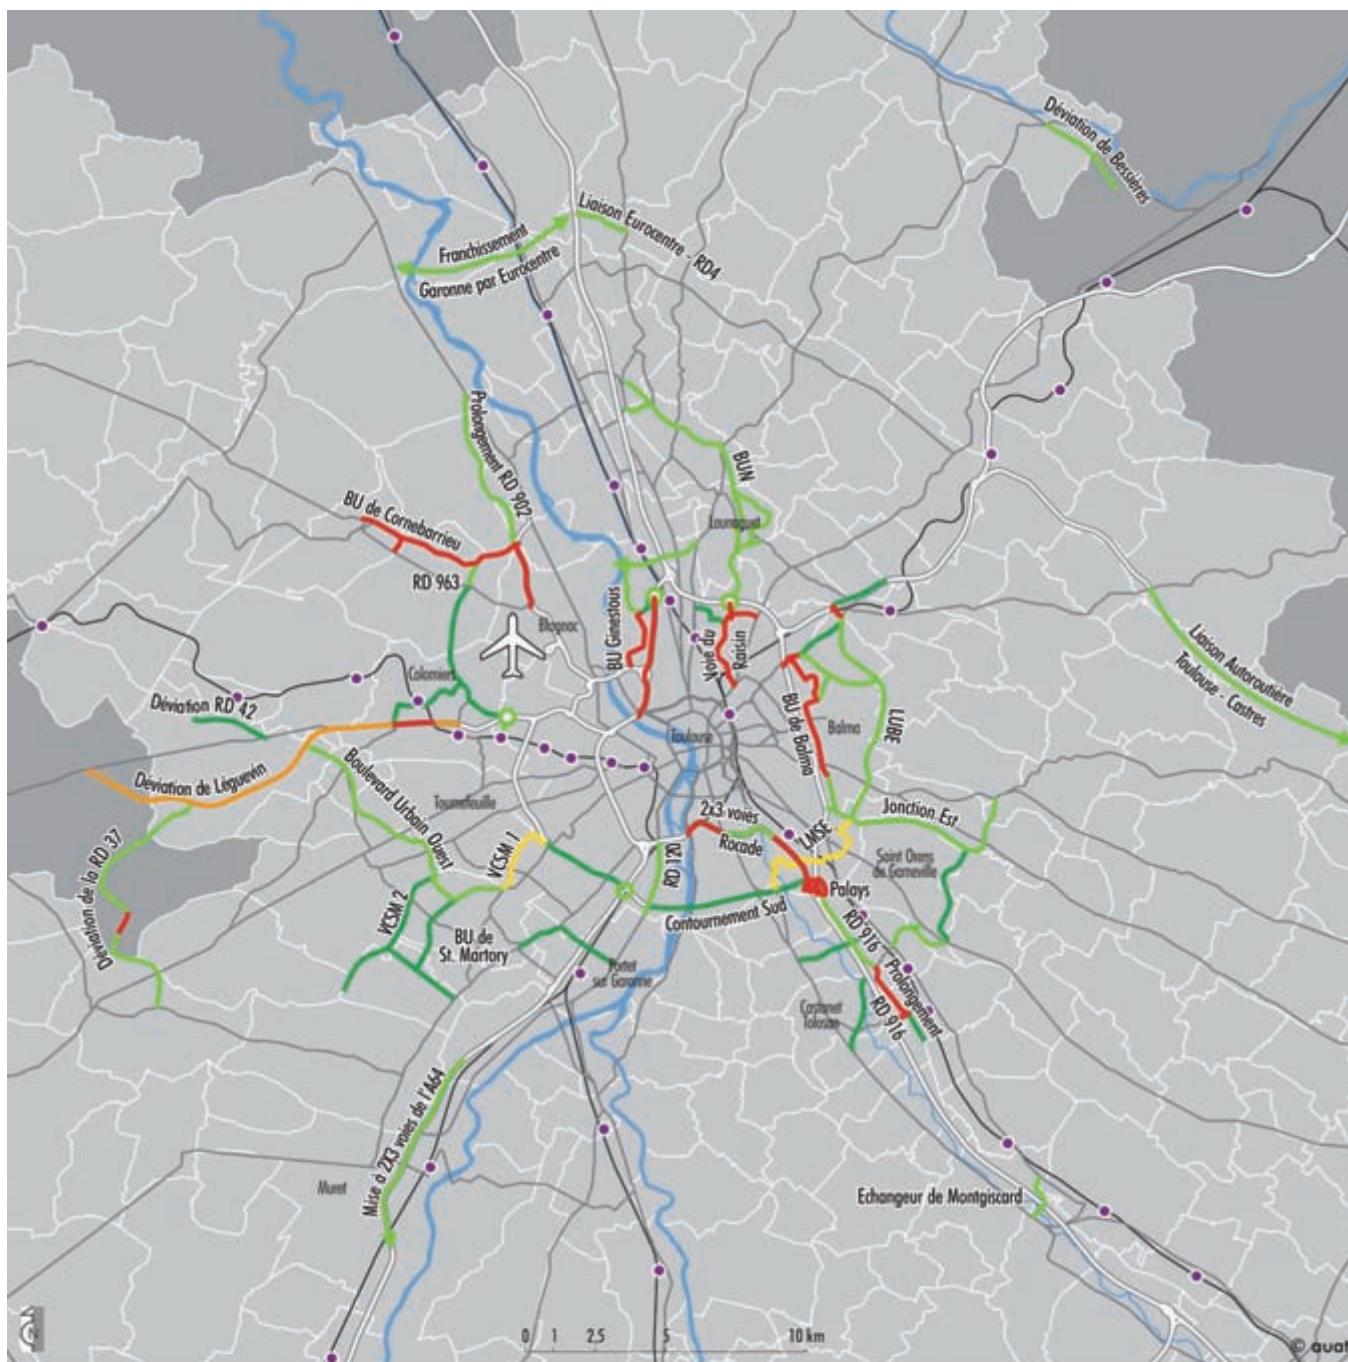 Déviation de Bessières
Liaison Eurocentre - RD4
Franchissement
Garonne par Eurocentre
Prolongement RD 902
BUN
BU de Cornebarrieu
Launaguet
RD 963
Blagnac
BU Ginestous
Voie du
Raisin
Liaison Autoroutière
Toulouse - Castres
Colomiers
Déviation RD 42
BU de Balma
Balma
LUBE
Toulouse
Déviation de Léguevin
Boulevard Urbain Ouest
Tournefeuille
2x3 voies
Rocade
LMSE
Jonction Est
Déviation de la RD 37
VCSM 1
RD 120
Saint Orens
de Gameville
Palays
VCSM 2
Contournement Sud
BU de
St. Martory
RD 916
Portet
sur Garonne
Prolongement
RD 916
Castanet
Tolosan
Mise à 2X3 voies de l'A64
Muret
Echangeur de Montgiscard
0 1 2.5 5 10 km